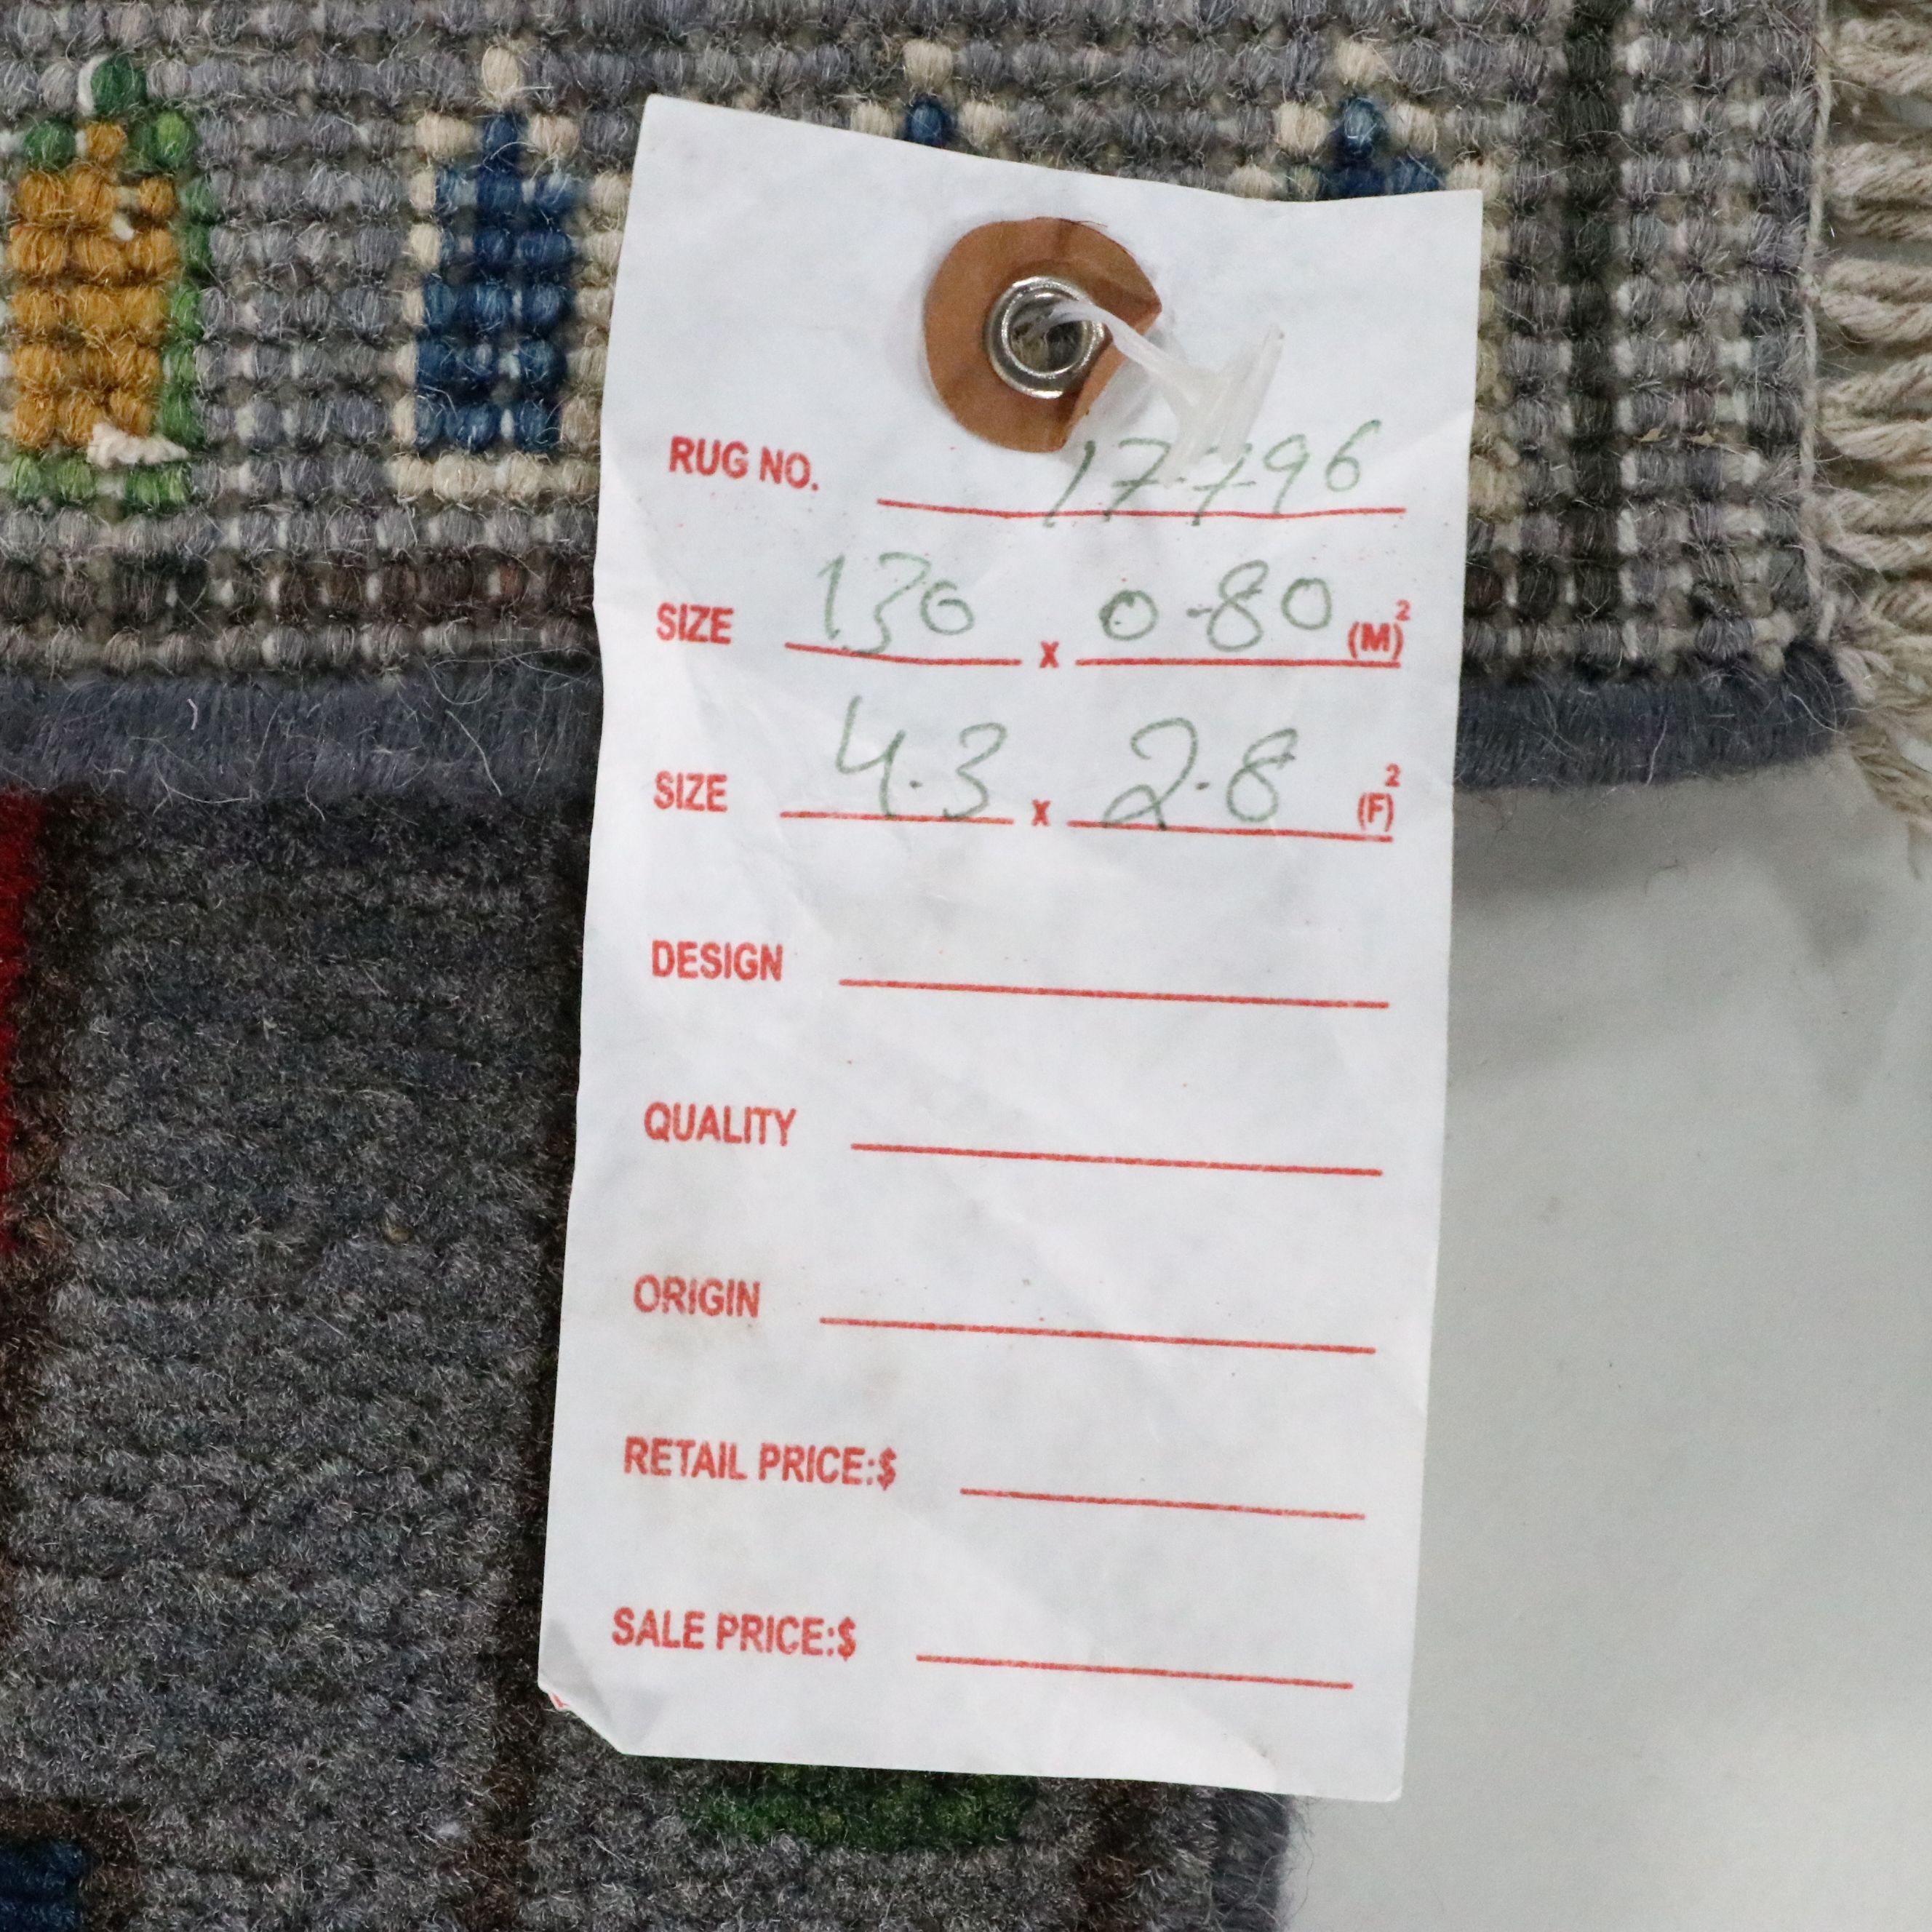 RUG NO. 17796
SIZE 1.30 x 0.80 (M)²
SIZE 4.3 x 2.8 (F)²
DESIGN
QUALITY
ORIGIN
RETAIL PRICE:$
SALE PRICE:$